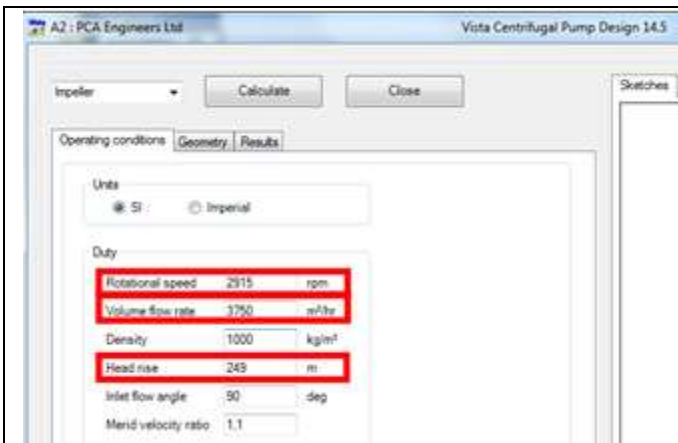 A2 : PCA Engineers Ltd Vista Centrifugal Pump Design 14.5
Impeller Calculate Close Sketches
Operating conditions Geometry Results
Units
SI Imperial
Duty
Rotational speed 2915 rpm
Volume flow rate 3750 m³/hr
Density 1000 kg/m³
Head rise 249 m
Inlet flow angle 90 deg
Merid velocity ratio 1.1